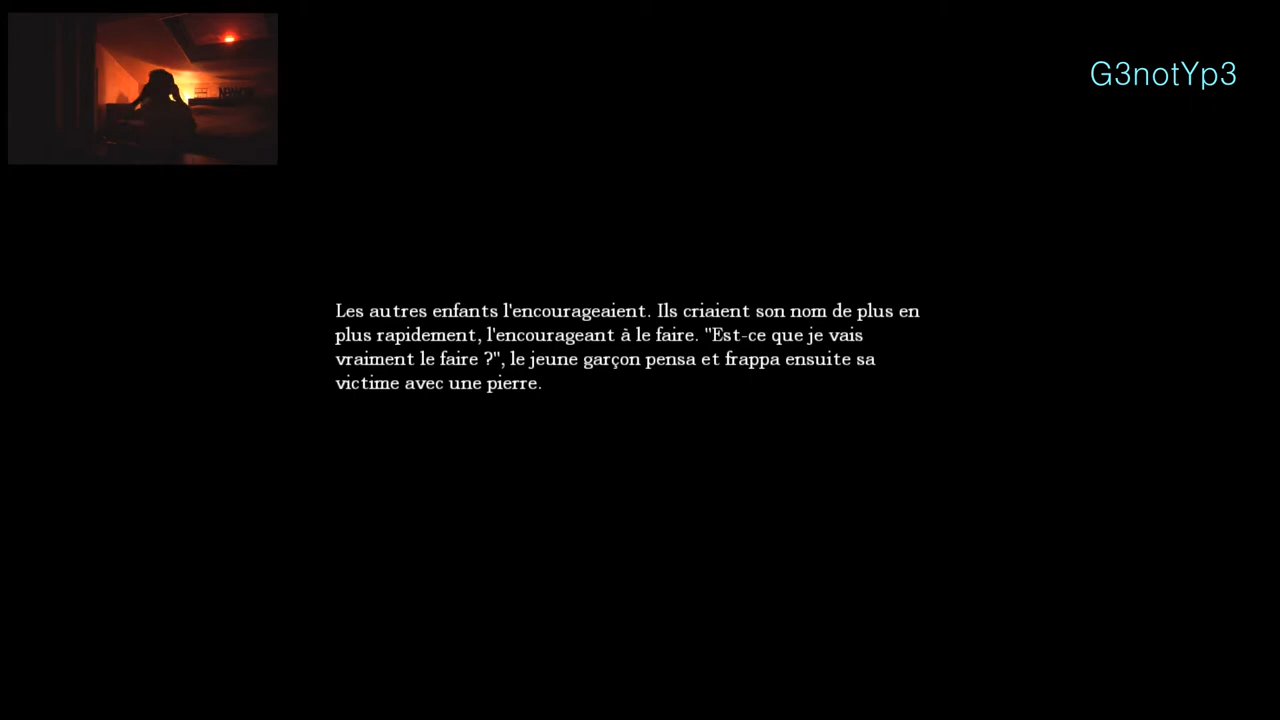 G3notYp3
Les autres enfants l'encourageaient. Ils criaient son nom de plus en
plus rapidement, l'encourageant à le faire. "Est-ce que je vais
vraiment le faire ?", le jeune garçon pensa et frappa ensuite sa
victime avec une pierre.